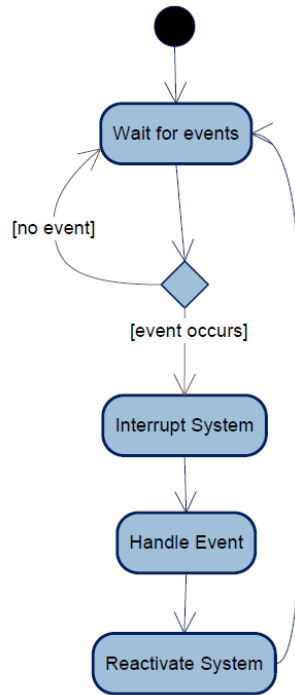 Wait for events
[no event]
[event occurs]
Interrupt System
Handle Event
Reactivate System